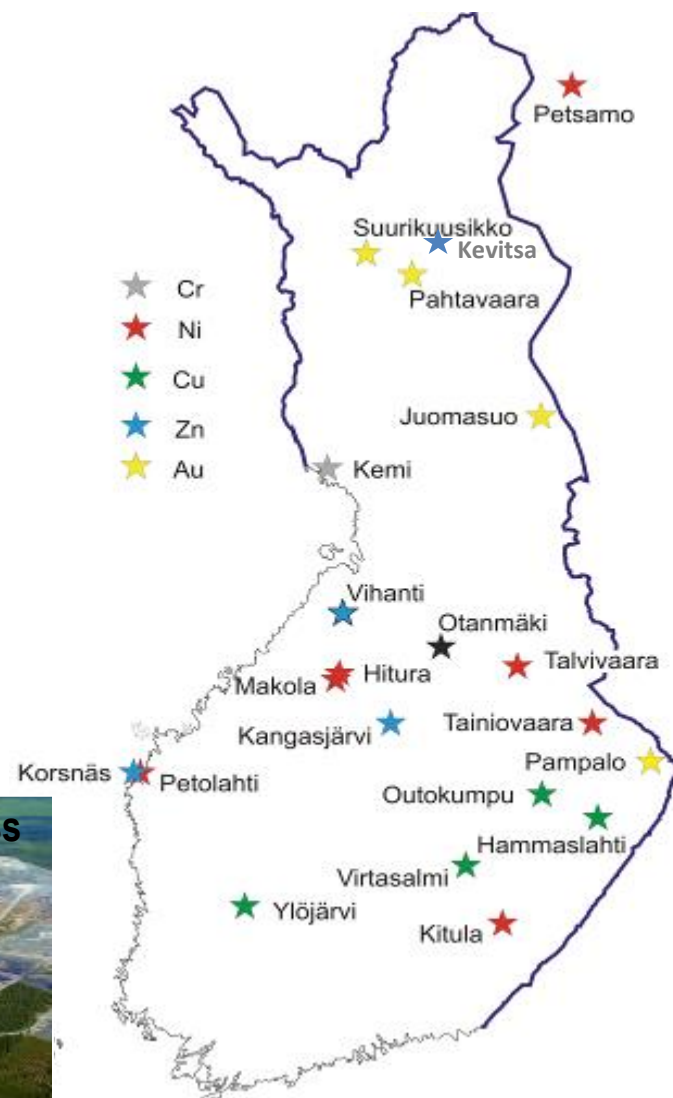 Petsamo
Suurikuusikko
Kevitsa
Pahtavaara
Cr
Ni
Cu
Zn
Au
Juomasuo
Kemi
Vihanti
Otanmäki
Hitura
Talvivaara
Makola
Kangasjärvi
Tainiovaara
Korsnäs
Petolahti
Pampalo
Outokumpu
Hammaslahti
Virtasalmi
Ylöjärvi
Kitula